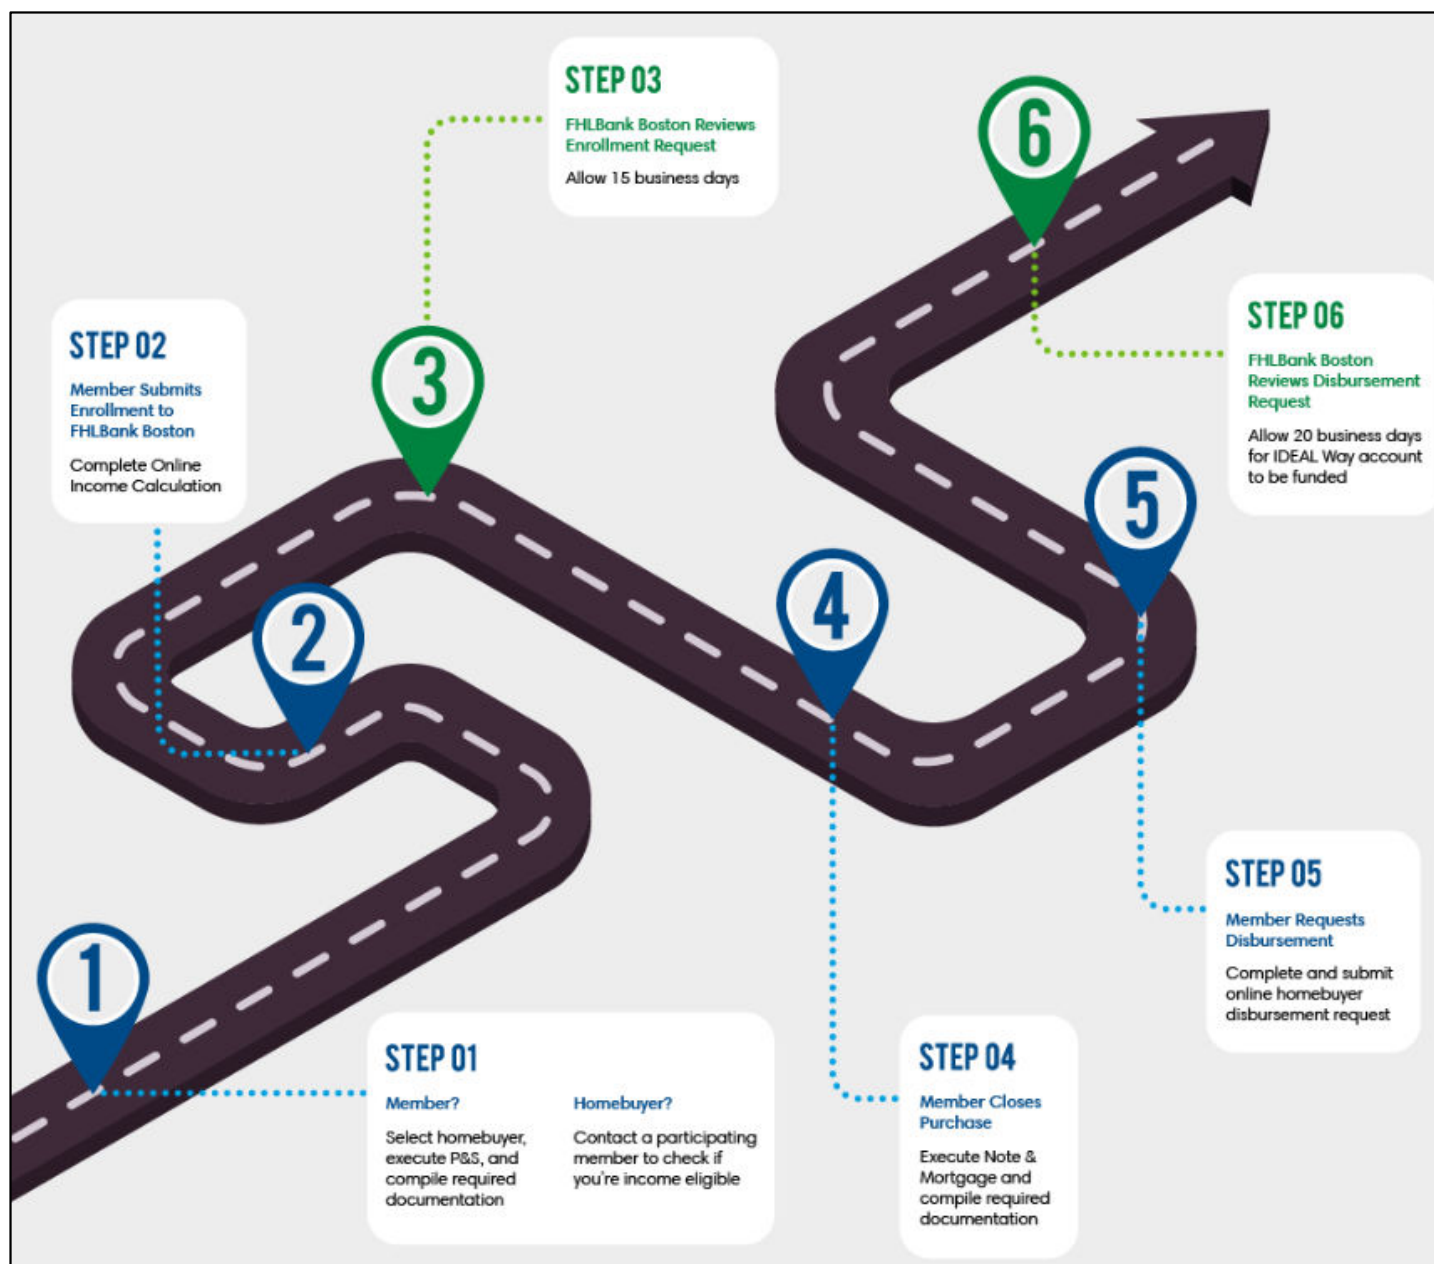 STEP 03
FHLBank Boston Reviews
Enrollment Request
Allow 15 business days
6
STEP 02
Member Submits
Enrollment to
FHLBank Boston
Complete Online
Income Calculation
3
STEP 06
FHLBank Boston
Reviews Disbursement
Request
Allow 20 business days
for IDEAL Way account
to be funded
2
4
5
1
STEP 01
Member?
Select homebuyer,
execute P&S, and
compile required
documentation
Homebuyer?
Contact a participating
member to check if
you're income eligible
STEP 04
Member Closes
Purchase
Execute Note &
Mortgage and
compile required
documentation
STEP 05
Member Requests
Disbursement
Complete and submit
online homebuyer
disbursement request